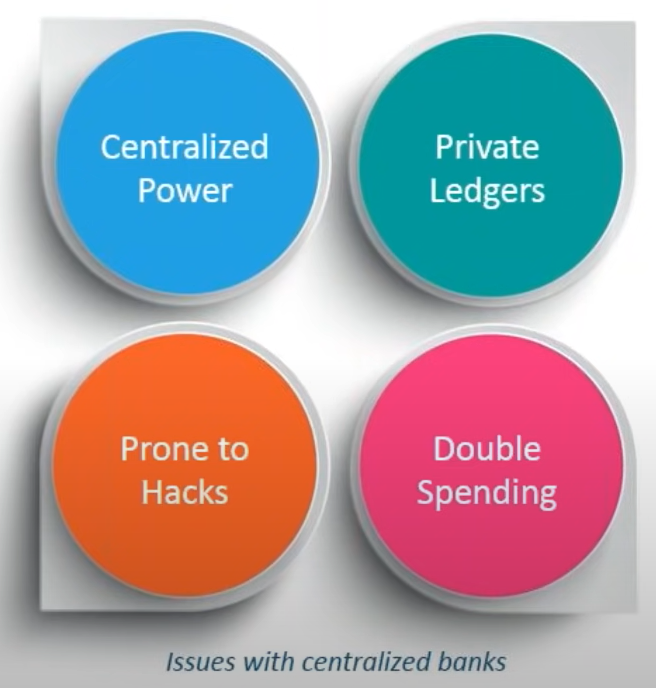 Centralized
Power
Private
Ledgers
Prone to
Hacks
Double
Spending
Issues with centralized banks